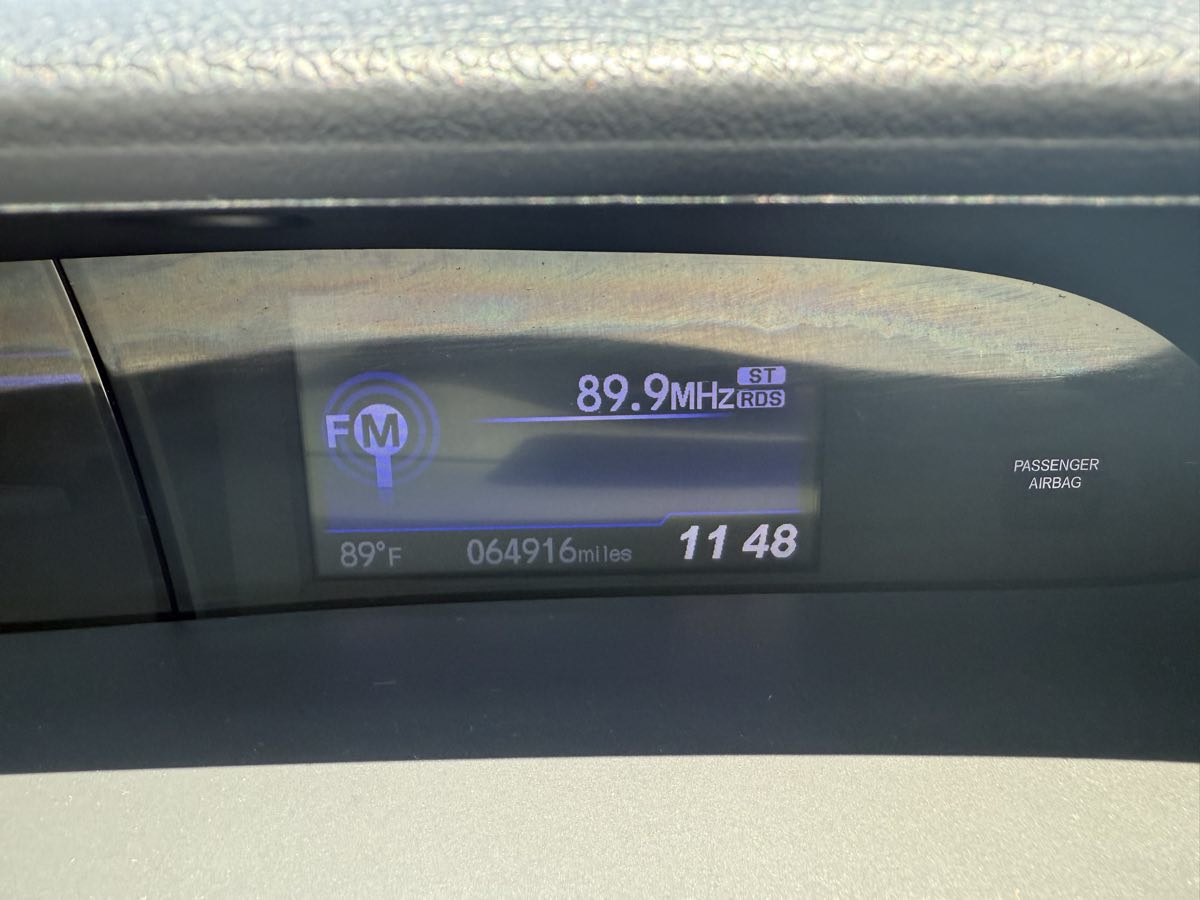 89.9MHz ST
RDS
FM
PASSENGER
AIRBAG
89°F 064916miles 11 48